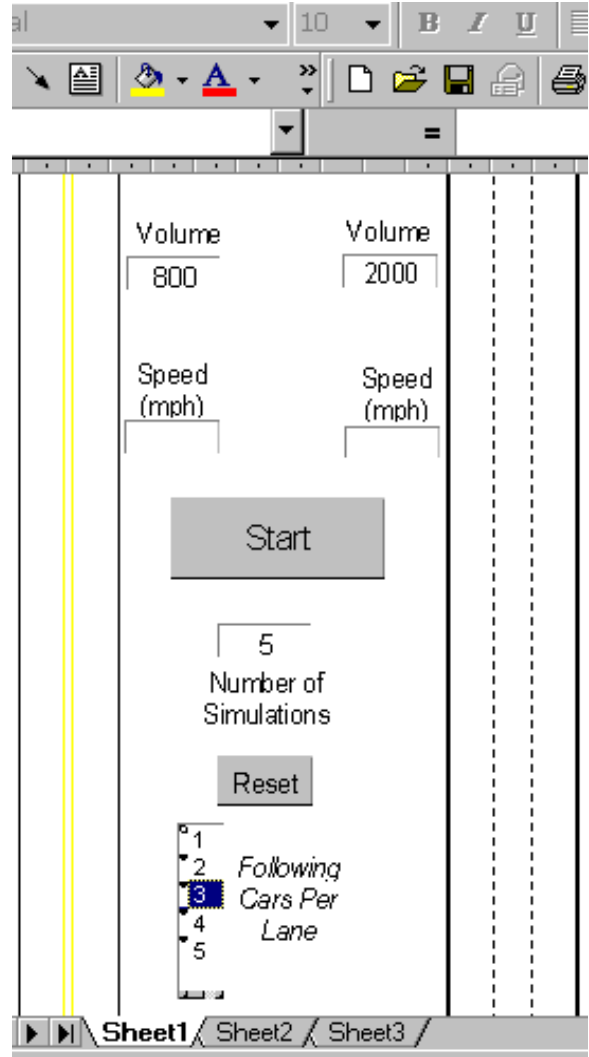 al 10 B I U
A
=
Volume Volume
800 2000
Speed Speed
(mph) (mph)
Start
5
Number of
Simulations
Reset
1
2 Following
3 Cars Per
4 Lane
5
Sheet1 Sheet2 Sheet3